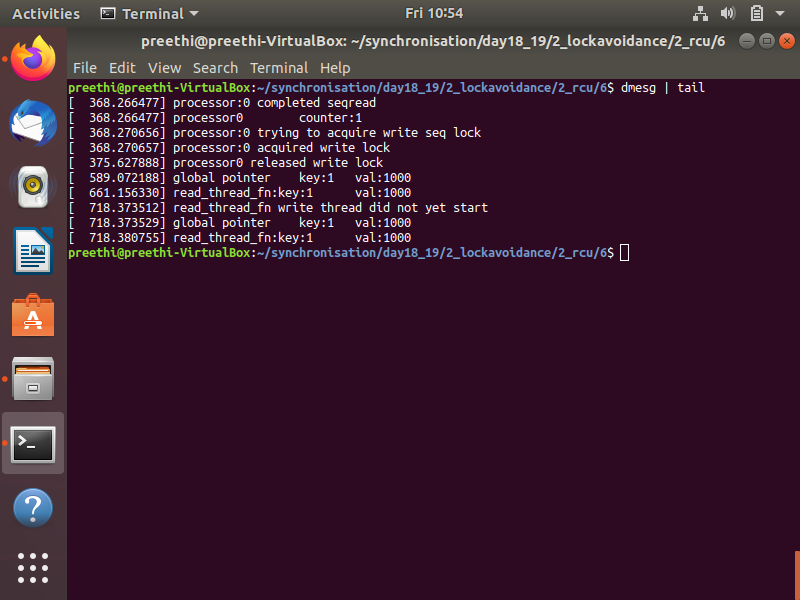 Activities Terminal Fri 10:54
preethi@preethi-VirtualBox: ~/synchronisation/day18_19/2_lockavoidance/2_rcu/6
File Edit View Search Terminal Help
preethi@preethi-VirtualBox:~/synchronisation/day18_19/2_lockavoidance/2_rcu/6$ dmesg | tail
[  368.266477] processor:0 completed seqread
[  368.266477] processor0        counter:1
[  368.270656] processor:0 trying to acquire write seq lock
[  368.270657] processor:0 acquired write lock
[  375.627888] processor0 released write lock
[  589.072188] global pointer    key:1   val:1000
[  661.156330] read_thread_fn:key:1      val:1000
[  718.373512] read_thread_fn write thread did not yet start
[  718.373529] global pointer    key:1   val:1000
[  718.380755] read_thread_fn:key:1      val:1000
preethi@preethi-VirtualBox:~/synchronisation/day18_19/2_lockavoidance/2_rcu/6$